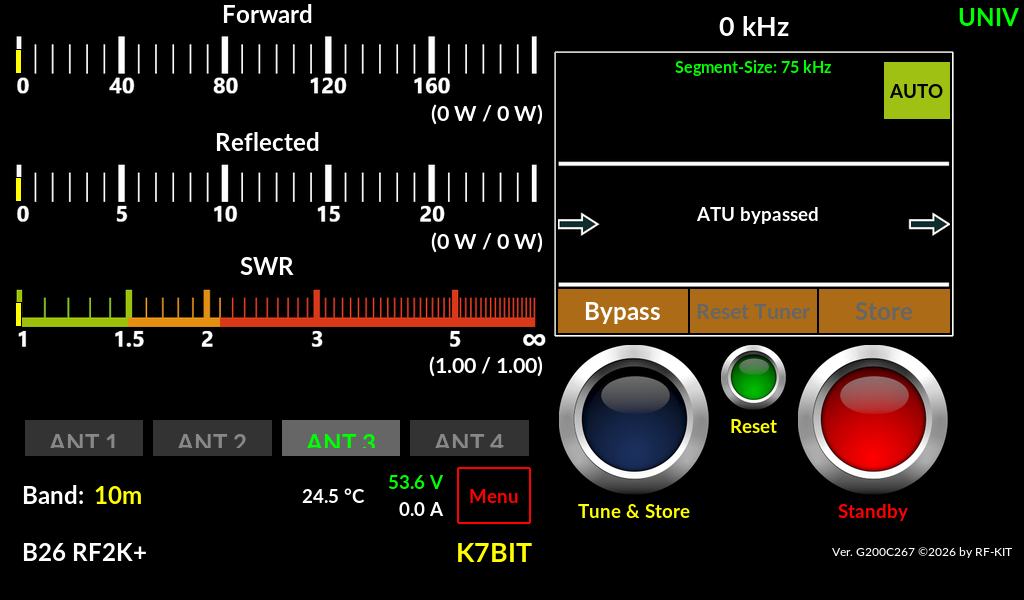 Forward
0 40 80 120 160
(0 W / 0 W)
Reflected
0 5 10 15 20
(0 W / 0 W)
SWR
1 1.5 2 3 5 ∞
(1.00 / 1.00)
ANT 1 ANT 2 ANT 3 ANT 4
Band: 10m
24.5 °C
53.6 V
0.0 A
Menu
B26 RF2K+
K7BIT
0 kHz
UNIV
Segment-Size: 75 kHz
AUTO
ATU bypassed
Bypass Reset Tuner Store
Reset
Tune & Store
Standby
Ver. G200C267 ©2026 by RF-KIT